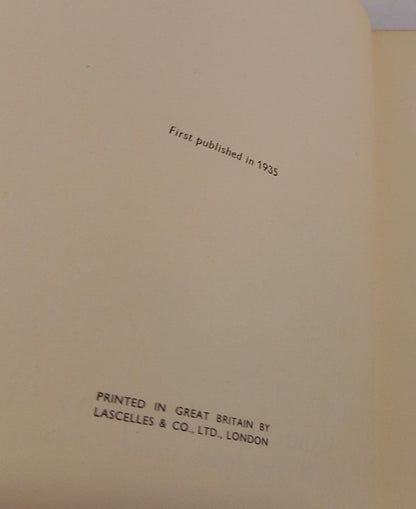 First published in 1935
PRINTED IN GREAT BRITAIN BY
LASCELLES & CO., LTD., LONDON